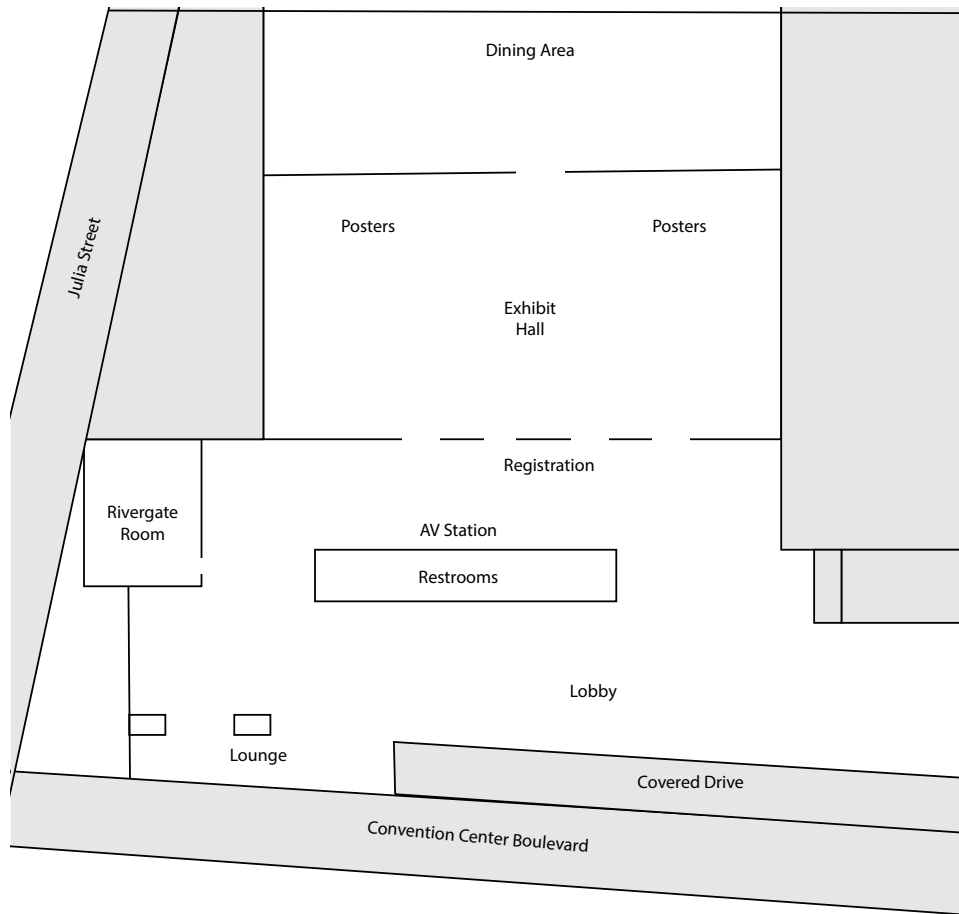 Dining Area
Julia Street
Posters
Posters
Exhibit
Hall
Registration
Rivergate
Room
AV Station
Restrooms
Lobby
Lounge
Covered Drive
Convention Center Boulevard